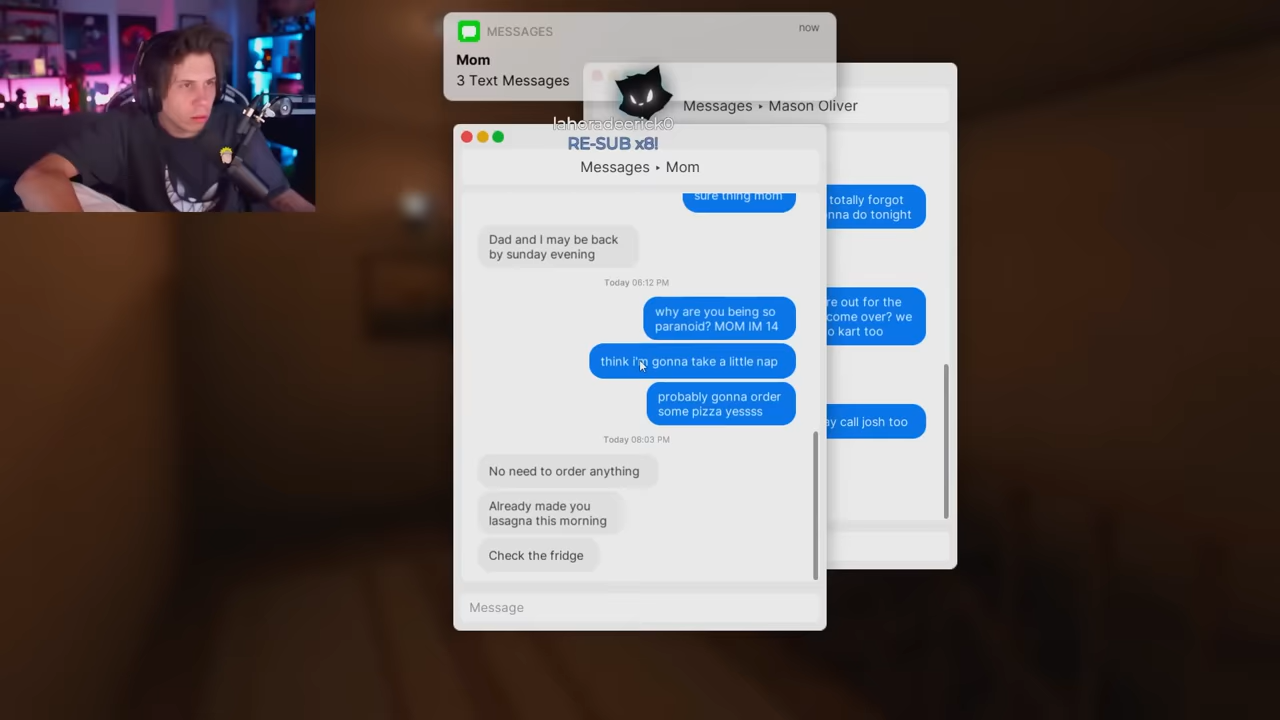 MESSAGES
now
Mom
3 Text Messages
Messages ‣ Mason Oliver
lahoradeerick0
RE-SUB x8!
Messages ‣ Mom
sure thing mom
Dad and I may be back
by sunday evening
Today 06:12 PM
why are you being so
paranoid? MOM IM 14
think i'm gonna take a little nap
probably gonna order
some pizza yessss
Today 08:03 PM
No need to order anything
Already made you
lasagna this morning
Check the fridge
Message
totally forgot
nna do tonight
re out for the
come over? we
o kart too
ay call josh too